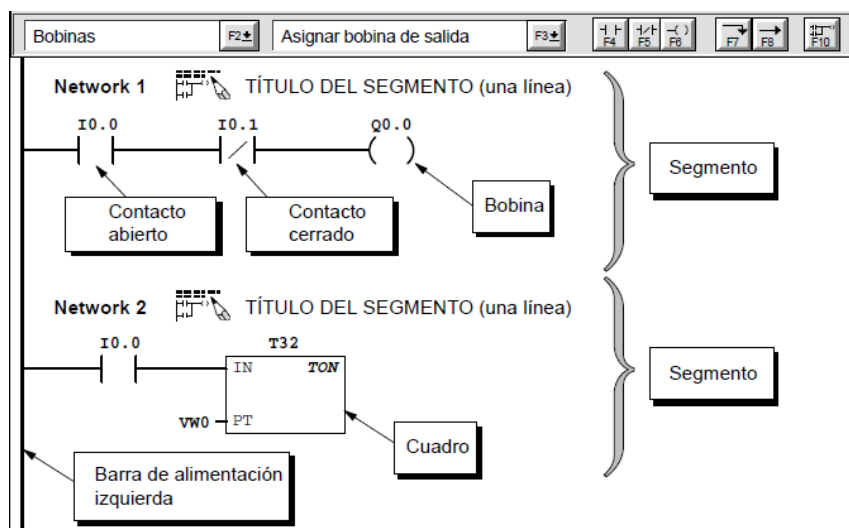 Bobinas F2 Asignar bobina de salida F3 F4 F5 F6 F7 F8 F10
Network 1 TÍTULO DEL SEGMENTO (una línea)
I0.0 I0.1 Q0.0
Segmento
Contacto
abierto
Contacto
cerrado
Bobina
Network 2 TÍTULO DEL SEGMENTO (una línea)
I0.0 T32
IN TON
Segmento
VW0 PT
Cuadro
Barra de alimentación
izquierda